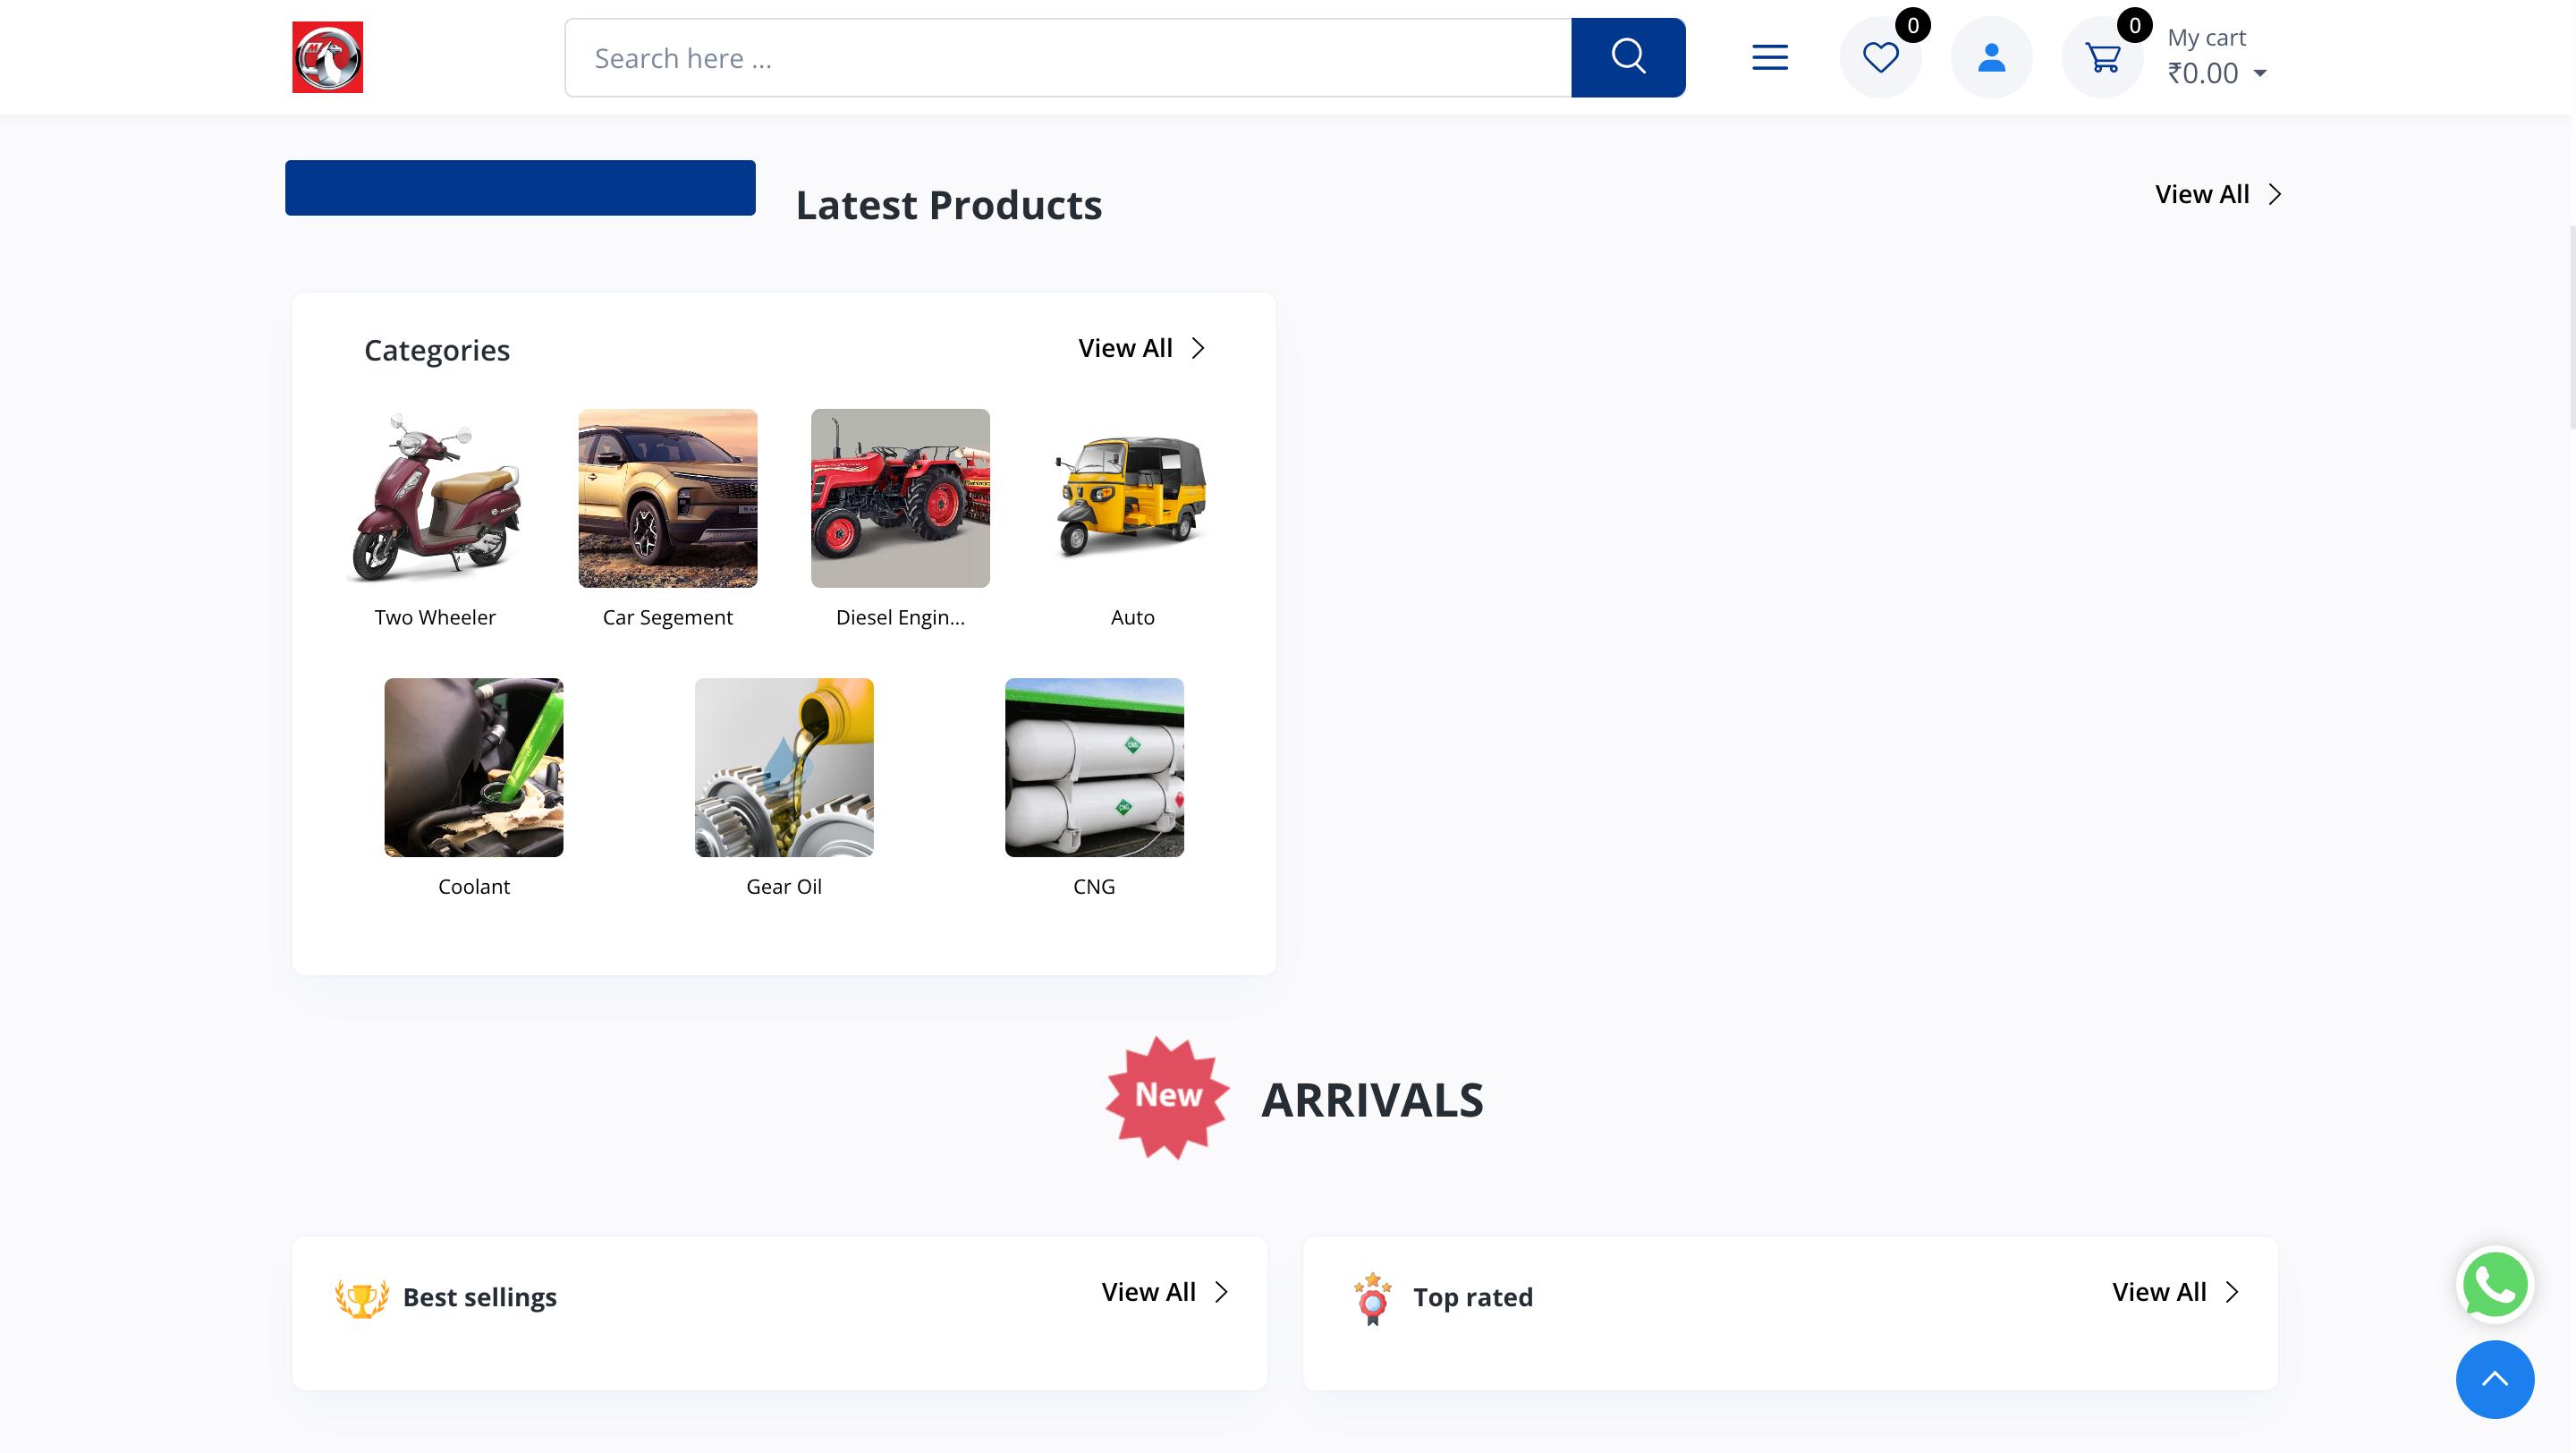 Search here ...
0
0
My cart
₹0.00
Latest Products
View All
Categories
View All
Two Wheeler
Car Segement
Diesel Engin...
Auto
Coolant
Gear Oil
CNG
New ARRIVALS
Best sellings
View All
Top rated
View All